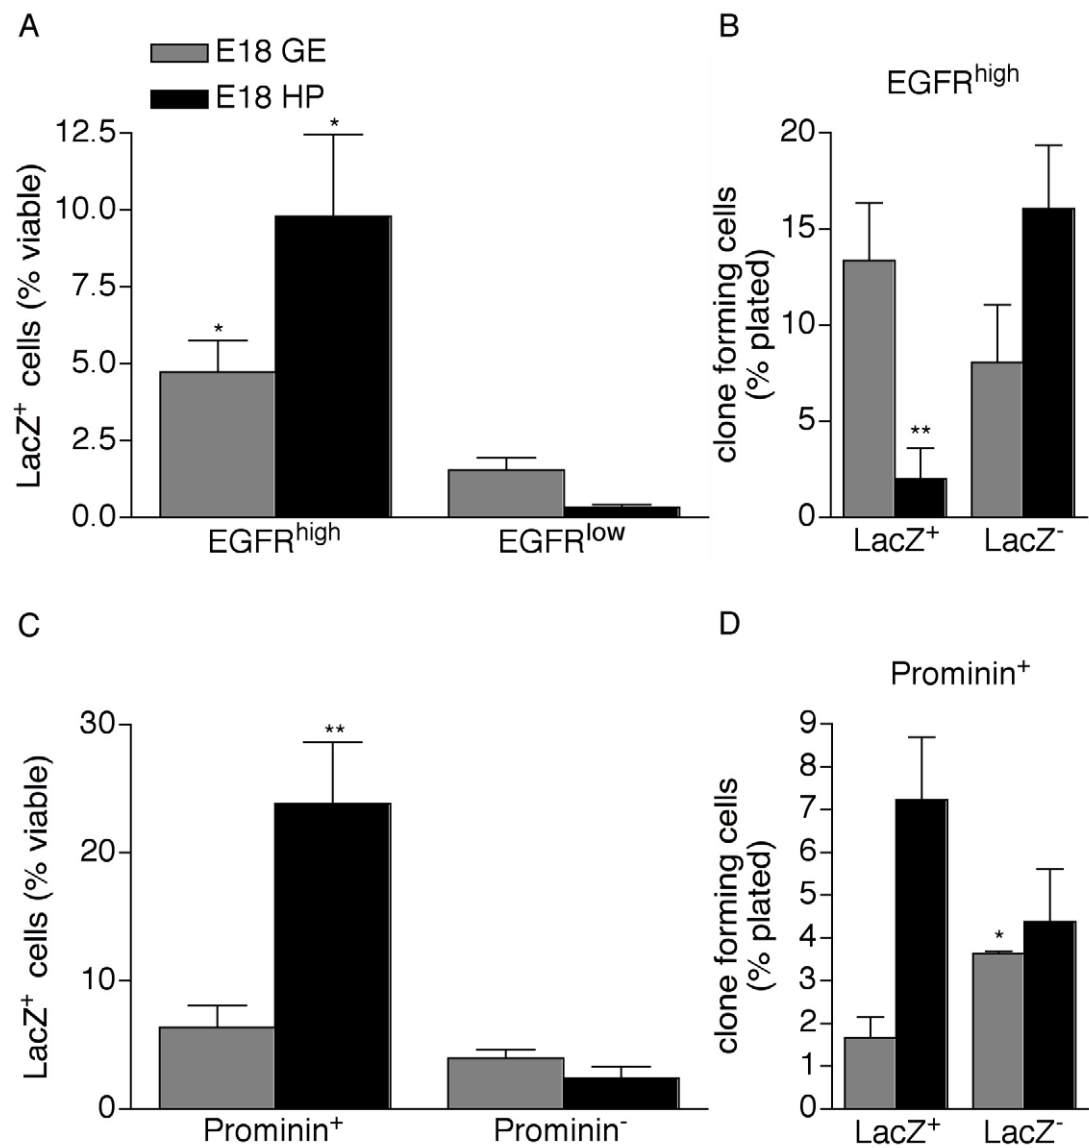 A
E18 GE
E18 HP
LacZ⁺ cells (% viable)
12.5
10.0
7.5
5.0
2.5
0.0
*
*
EGFRʰⁱᵍʰ
EGFRˡᵒʷ
B
EGFRʰⁱᵍʰ
clone forming cells
(% plated)
20
15
10
5
0
**
LacZ⁺
LacZ⁻
C
LacZ⁺ cells (% viable)
30
20
10
0
**
Prominin⁺
Prominin⁻
D
Prominin⁺
clone forming cells
(% plated)
9
8
7
6
5
4
3
2
1
0
*
LacZ⁺
LacZ⁻